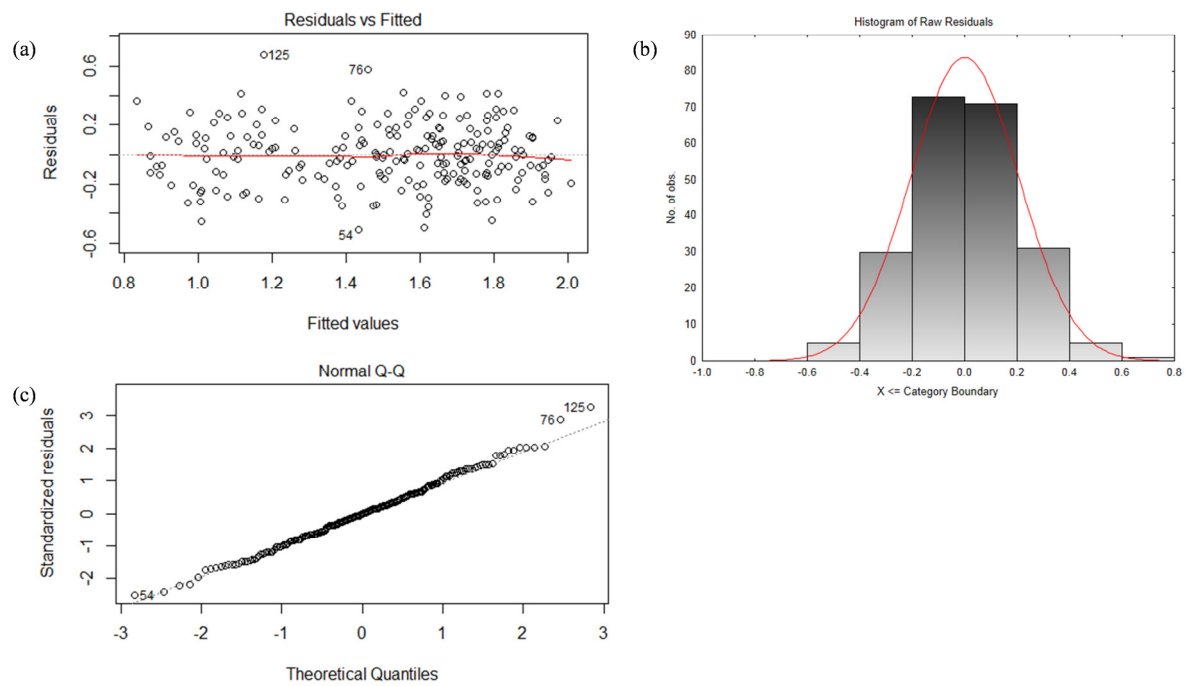 (a)
Residuals vs Fitted
Residuals
0.6
0.2
-0.2
-0.6
125
76
54
0.8 1.0 1.2 1.4 1.6 1.8 2.0
Fitted values
(b)
Histogram of Raw Residuals
No. of obs.
90
80
70
60
50
40
30
20
10
0
-1.0 -0.8 -0.6 -0.4 -0.2 0.0 0.2 0.4 0.6 0.8
X <= Category Boundary
(c)
Normal Q-Q
Standardized residuals
3
2
1
0
-1
-2
125
76
54
-3 -2 -1 0 1 2 3
Theoretical Quantiles